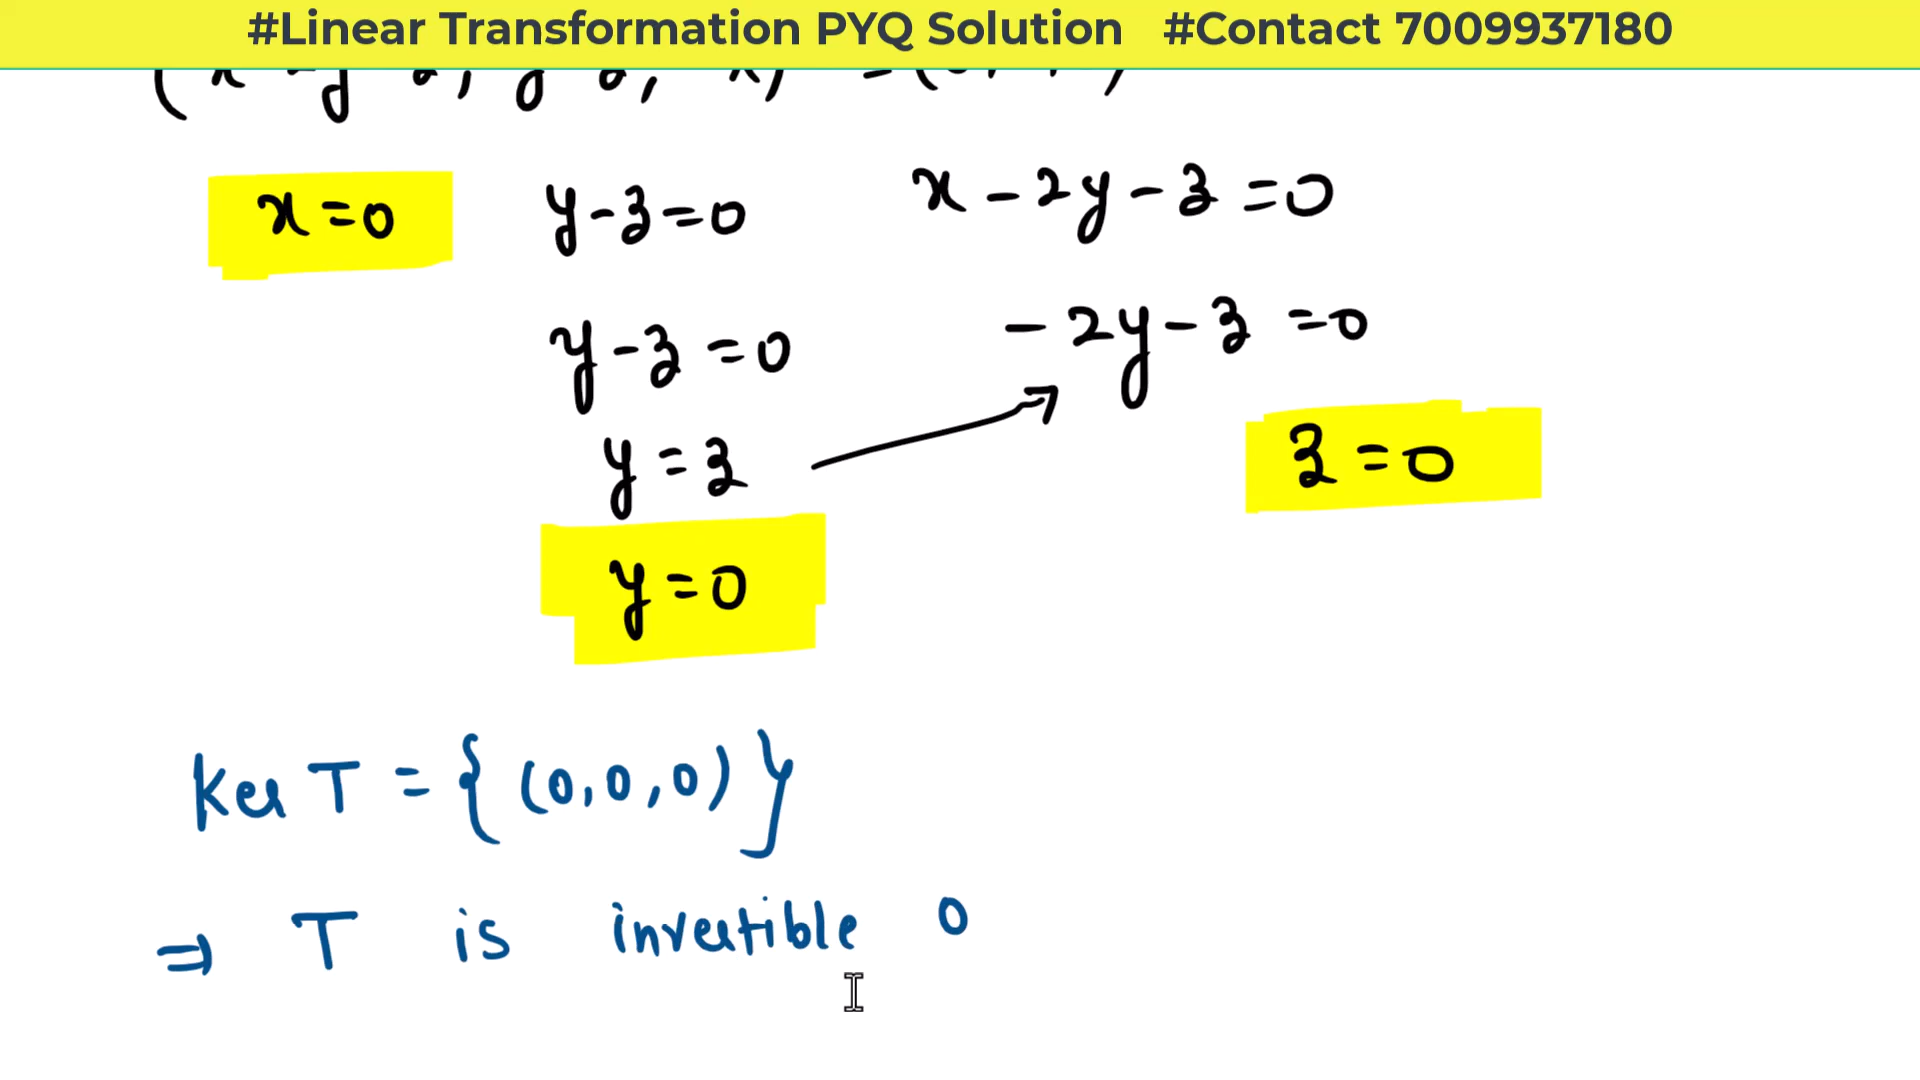 #Linear Transformation PYQ Solution #Contact 7009937180
x=0 y-z=0 x-2y-z=0
y-z=0 -2y-z=0
y=z z=0
y=0
Ker T = {(0,0,0)}
⇒ T is invertible 0